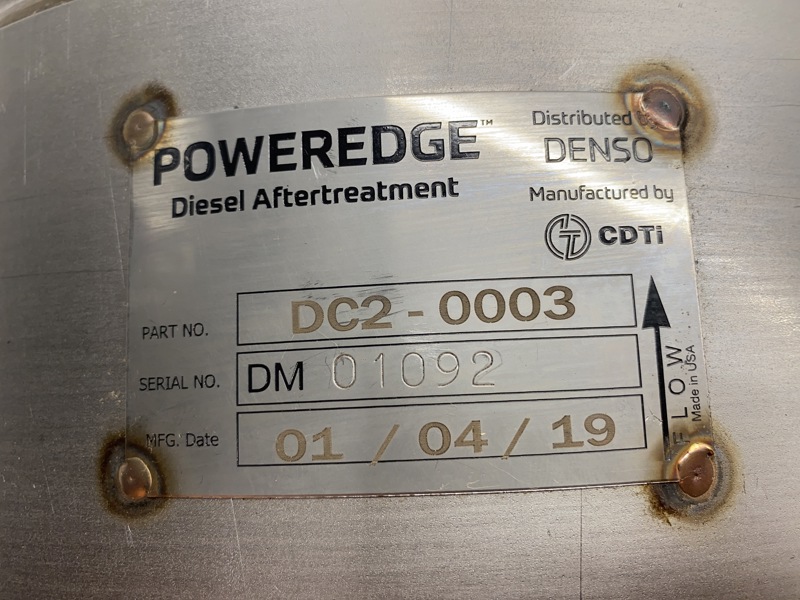 POWEREDGE™
Diesel Aftertreatment
Distributed
DENSO
Manufactured by
CDTi
PART NO. DC2-0003
SERIAL NO. DM 01092
MFG. Date 01 / 04 / 19
FLOW
Made in USA